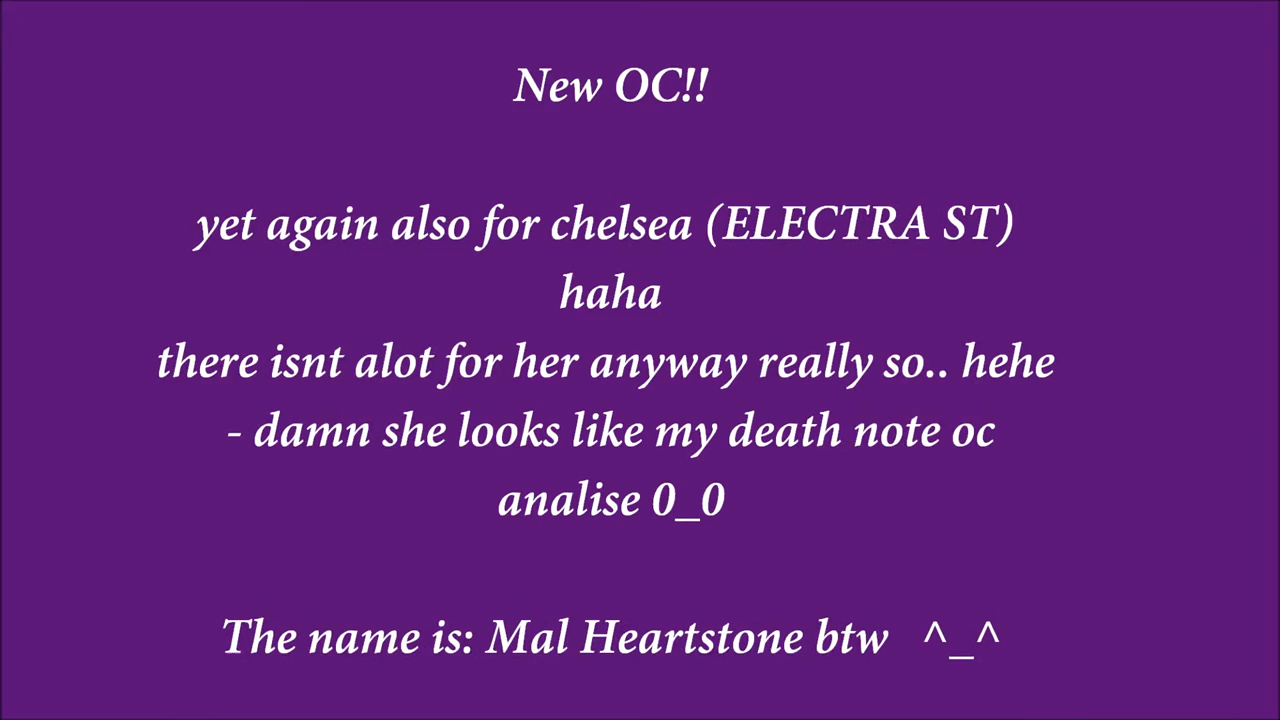 New OC!!
yet again also for chelsea (ELECTRA ST)
haha
there isnt alot for her anyway really so.. hehe
- damn she looks like my death note oc
analise 0_0
The name is: Mal Heartstone btw ^_^